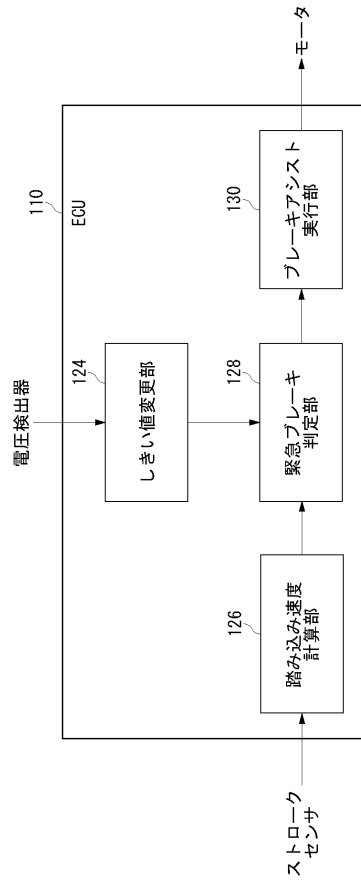 電圧検出器
110
ECU
124
しきい値変更部
126
踏み込み速度
計算部
128
緊急ブレーキ
判定部
130
ブレーキアシスト
実行部
ストローク
センサ
モータ